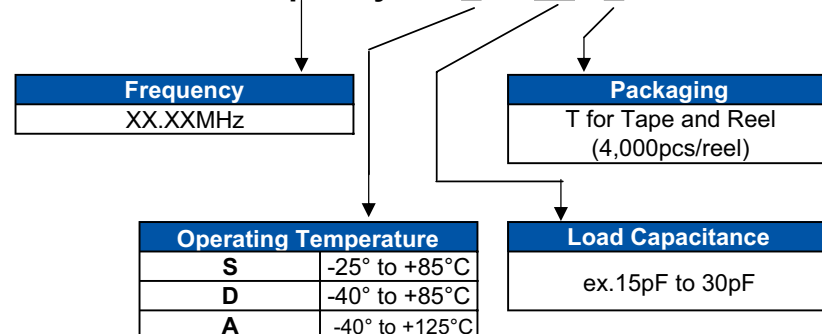 Frequency
XX.XXMHz
Packaging
T for Tape and Reel
(4,000pcs/reel)
Operating Temperature
S -25° to +85°C
D -40° to +85°C
A -40° to +125°C
Load Capacitance
ex.15pF to 30pF